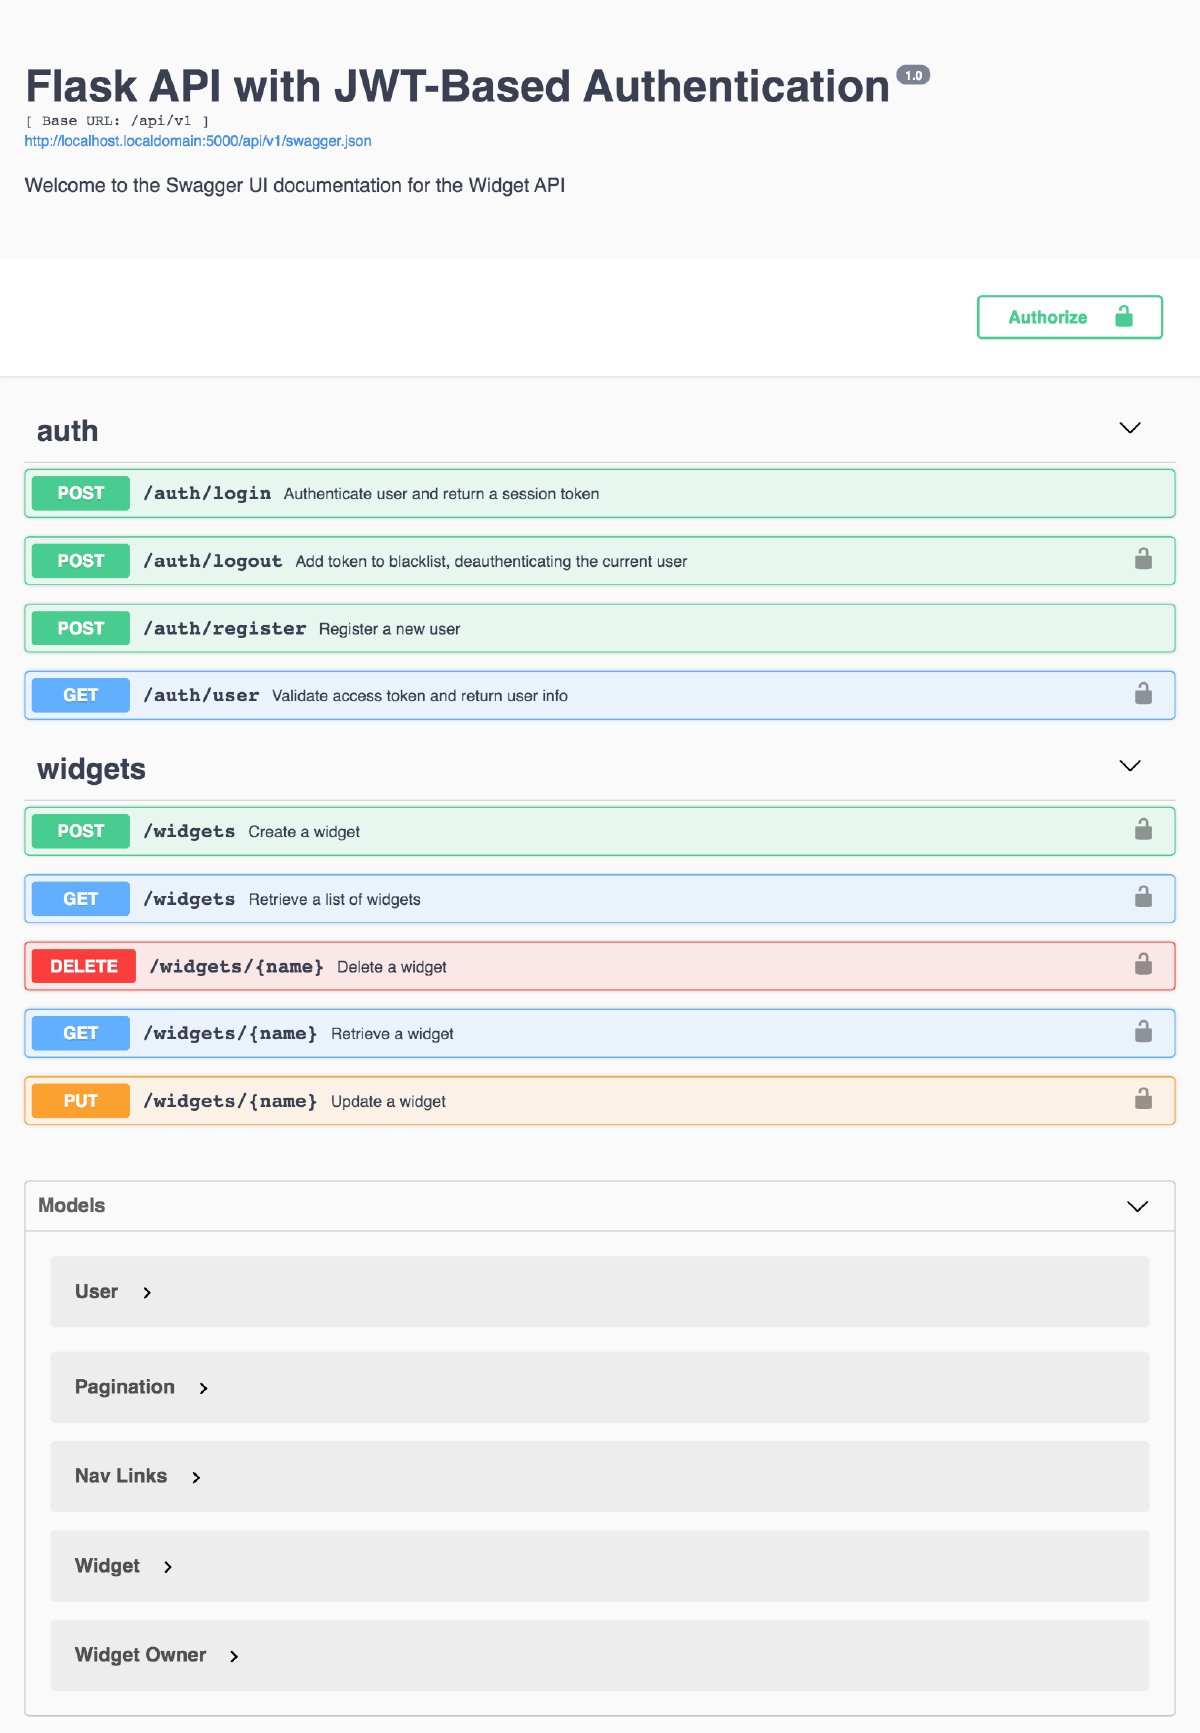 Flask API with JWT-Based Authentication 1.0
[ Base URL: /api/v1 ]
http://localhost.localdomain:5000/api/v1/swagger.json
Welcome to the Swagger UI documentation for the Widget API
Authorize
auth
POST /auth/login Authenticate user and return a session token
POST /auth/logout Add token to blacklist, deauthenticating the current user
POST /auth/register Register a new user
GET /auth/user Validate access token and return user info
widgets
POST /widgets Create a widget
GET /widgets Retrieve a list of widgets
DELETE /widgets/{name} Delete a widget
GET /widgets/{name} Retrieve a widget
PUT /widgets/{name} Update a widget
Models
User
Pagination
Nav Links
Widget
Widget Owner